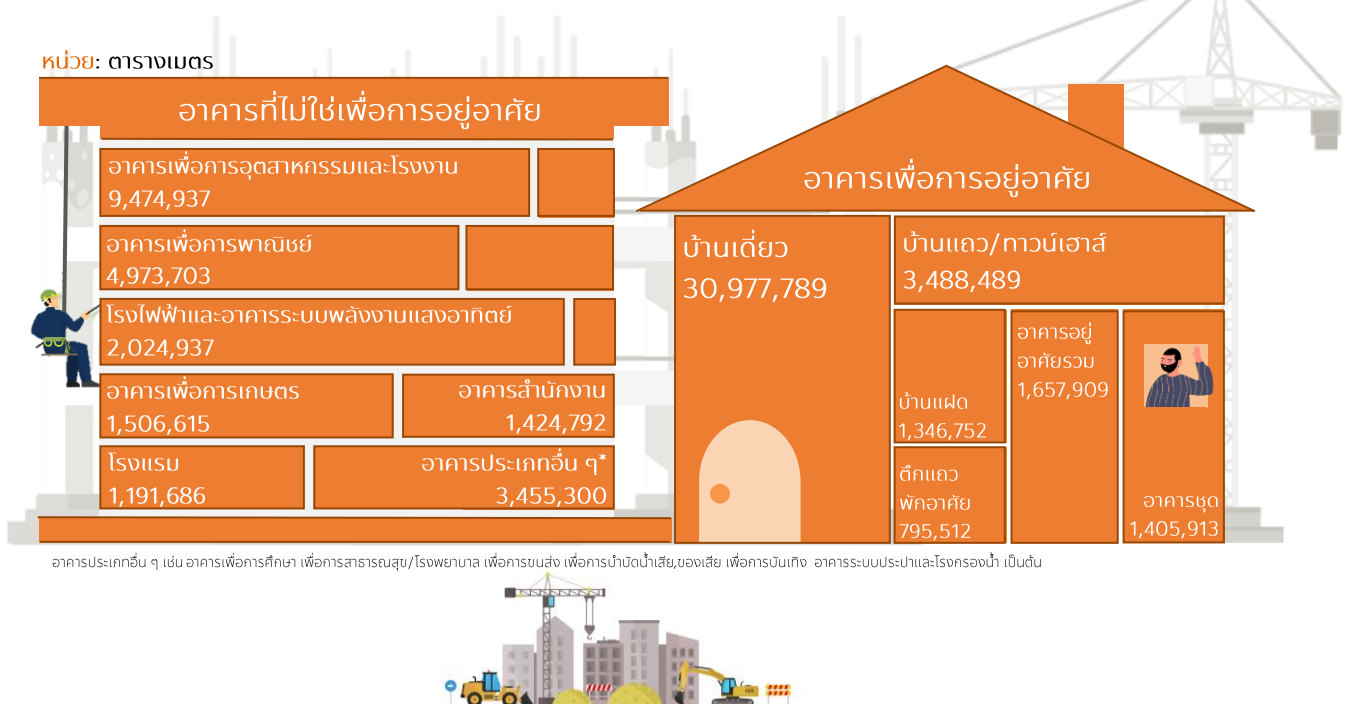 หน่วย: ตารางเมตร
อาคารที่ไม่ใช่เพื่อการอยู่อาศัย
อาคารเพื่อการอุตสาหกรรมและโรงงาน
9,474,937
อาคารเพื่อการพาณิชย์
4,973,703
โรงไฟฟ้าและอาคารระบบพลังงานแสงอาทิตย์
2,024,937
อาคารเพื่อการเกษตร
1,506,615
อาคารสำนักงาน
1,424,792
โรงแรม
1,191,686
อาคารประเภทอื่น ๆ*
3,455,300
อาคารเพื่อการอยู่อาศัย
บ้านเดี่ยว
30,977,789
บ้านแถว/ทาวน์เฮาส์
3,488,489
บ้านแฝด
1,346,752
ตึกแถว
พักอาศัย
795,512
อาคารอยู่
อาศัยรวม
1,657,909
อาคารชุด
1,405,913
อาคารประเภทอื่น ๆ เช่น อาคารเพื่อการศึกษา เพื่อการสาธารณสุข/โรงพยาบาล เพื่อการขนส่ง เพื่อการบำบัดน้ำเสีย,ของเสีย เพื่อการบันเทิง อาคารระบบประปาและโรงกรองน้ำ เป็นต้น